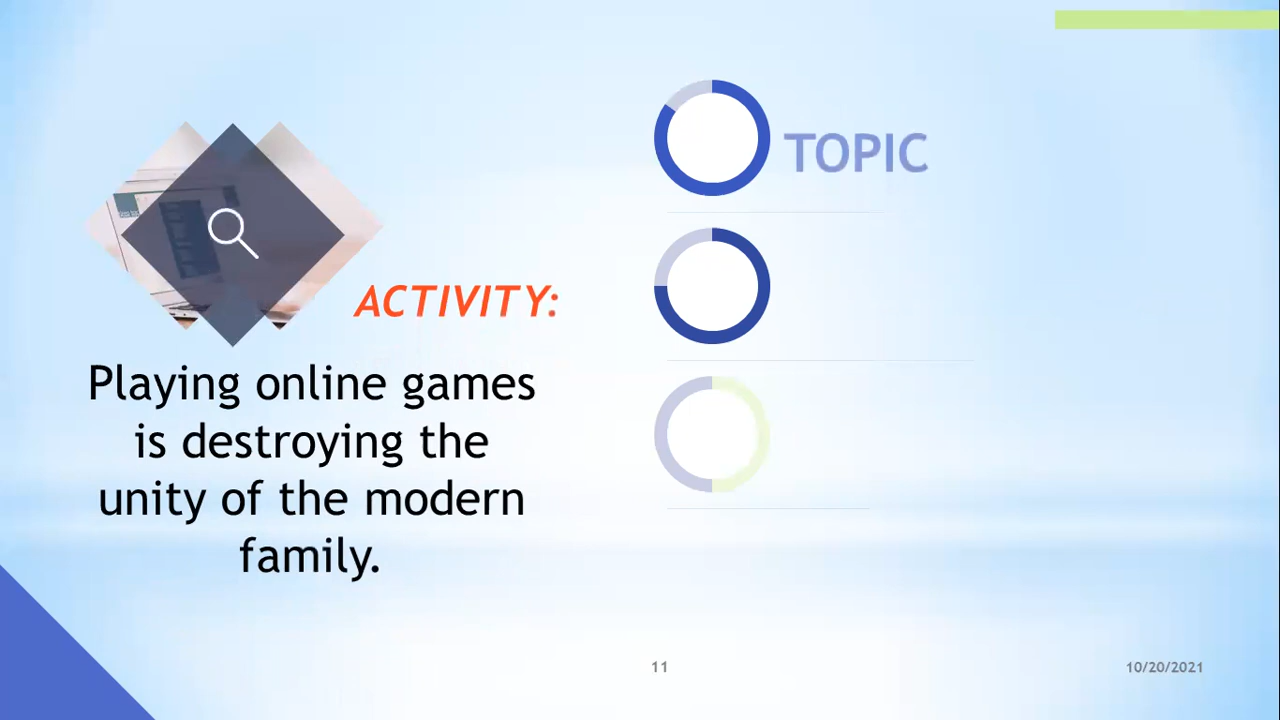 TOPIC
ACTIVITY:
Playing online games
is destroying the
unity of the modern
family.
11
10/20/2021